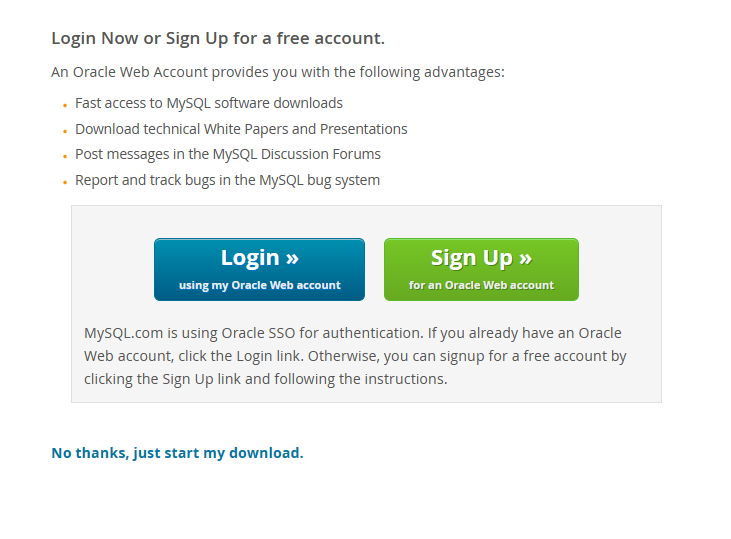 Login Now or Sign Up for a free account.
An Oracle Web Account provides you with the following advantages:
• Fast access to MySQL software downloads
• Download technical White Papers and Presentations
• Post messages in the MySQL Discussion Forums
• Report and track bugs in the MySQL bug system
Login »
using my Oracle Web account
Sign Up »
for an Oracle Web account
MySQL.com is using Oracle SSO for authentication. If you already have an Oracle
Web account, click the Login link. Otherwise, you can signup for a free account by
clicking the Sign Up link and following the instructions.
No thanks, just start my download.